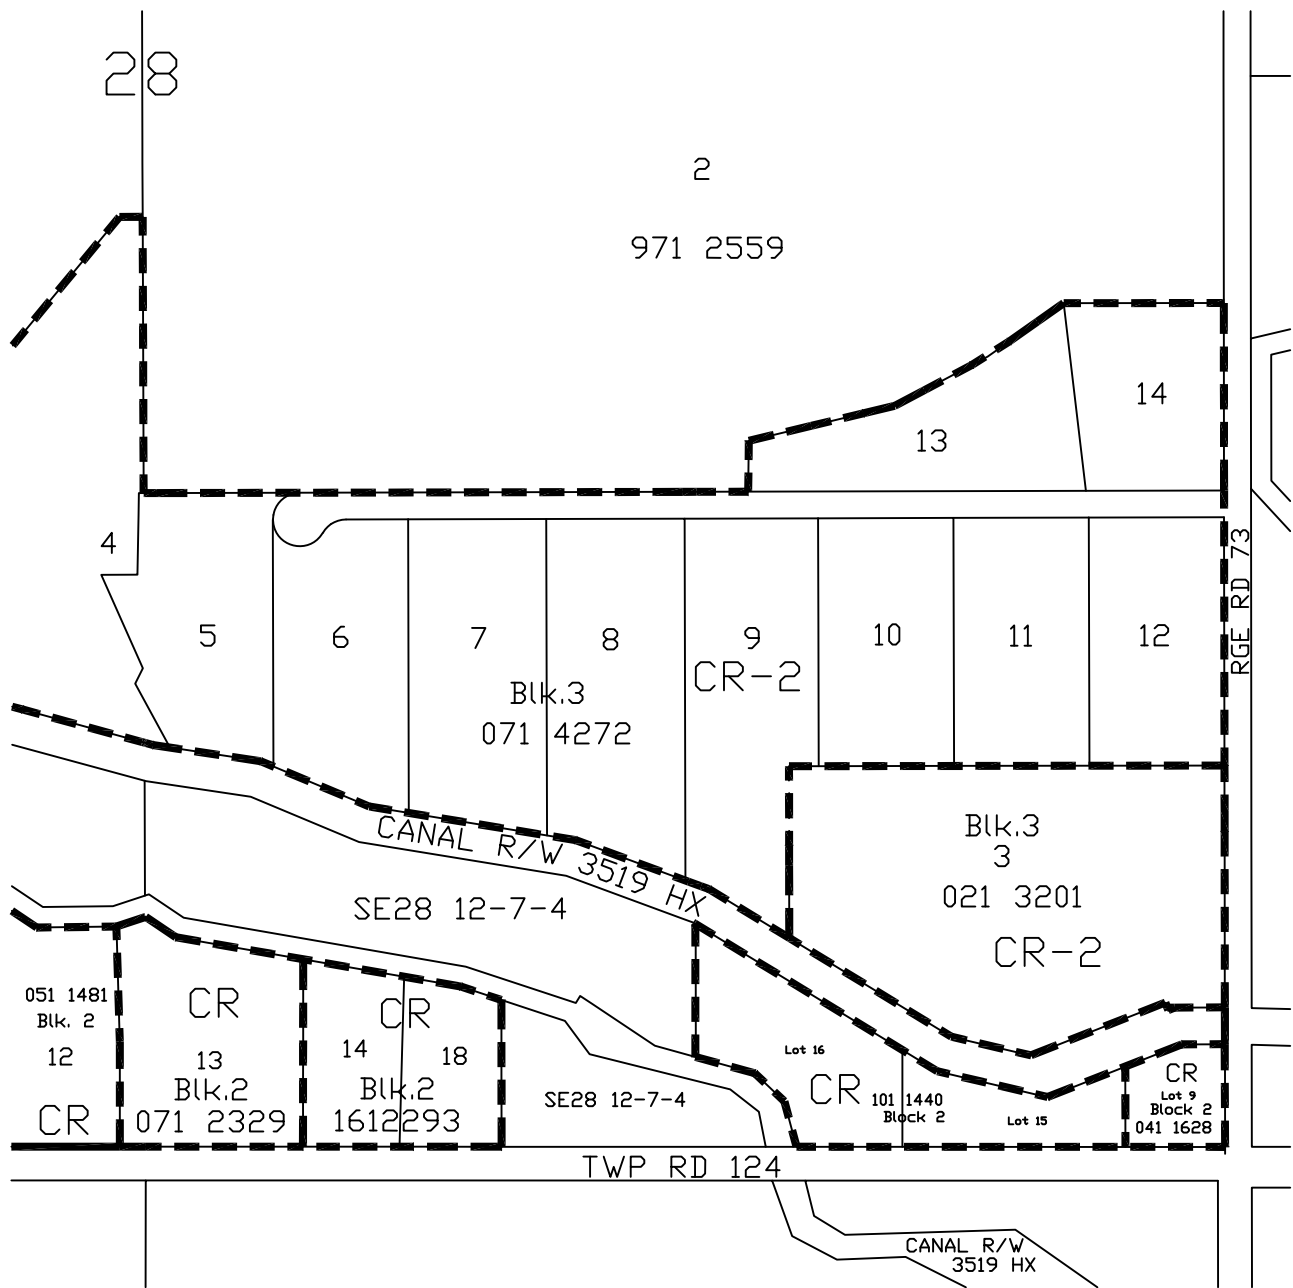 28
2
971 2559
14
13
4
5
6
7
8
9
10
11
12
CR-2
Blk.3
071 4272
RGE RD 73
Blk.3
3
021 3201
CR-2
CANAL R/W 3519 HX
SE28 12-7-4
051 1481
Blk. 2
12
CR
CR
13
Blk.2
071 2329
CR
14
18
Blk.2
1612293
SE28 12-7-4
Lot 16
CR
101 1440
Block 2
Lot 15
CR
Lot 9
Block 2
041 1628
TWP RD 124
CANAL R/W
3519 HX